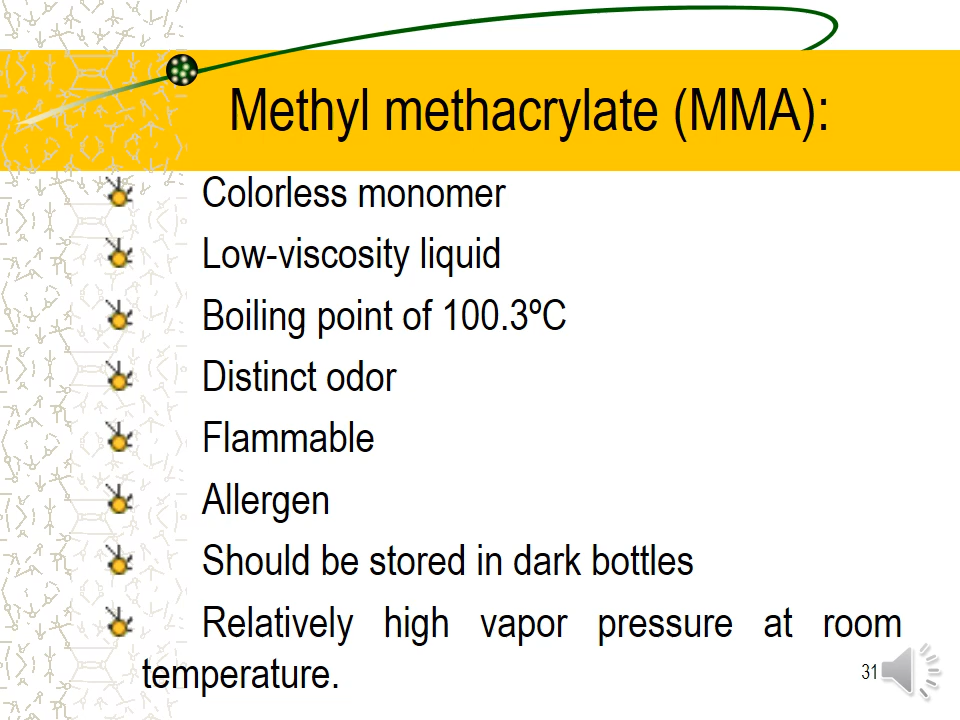 Methyl methacrylate (MMA):
Colorless monomer
Low-viscosity liquid
Boiling point of 100.3ºC
Distinct odor
Flammable
Allergen
Should be stored in dark bottles
Relatively high vapor pressure at room
temperature.
31